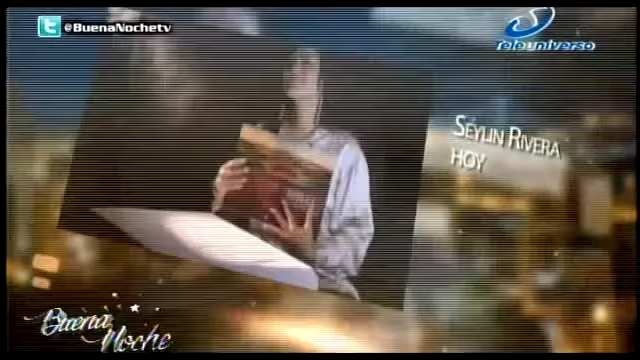 @BuenaNochetv
Teleuniverso
SEYLIN RIVERA
HOY
Buena
Noche